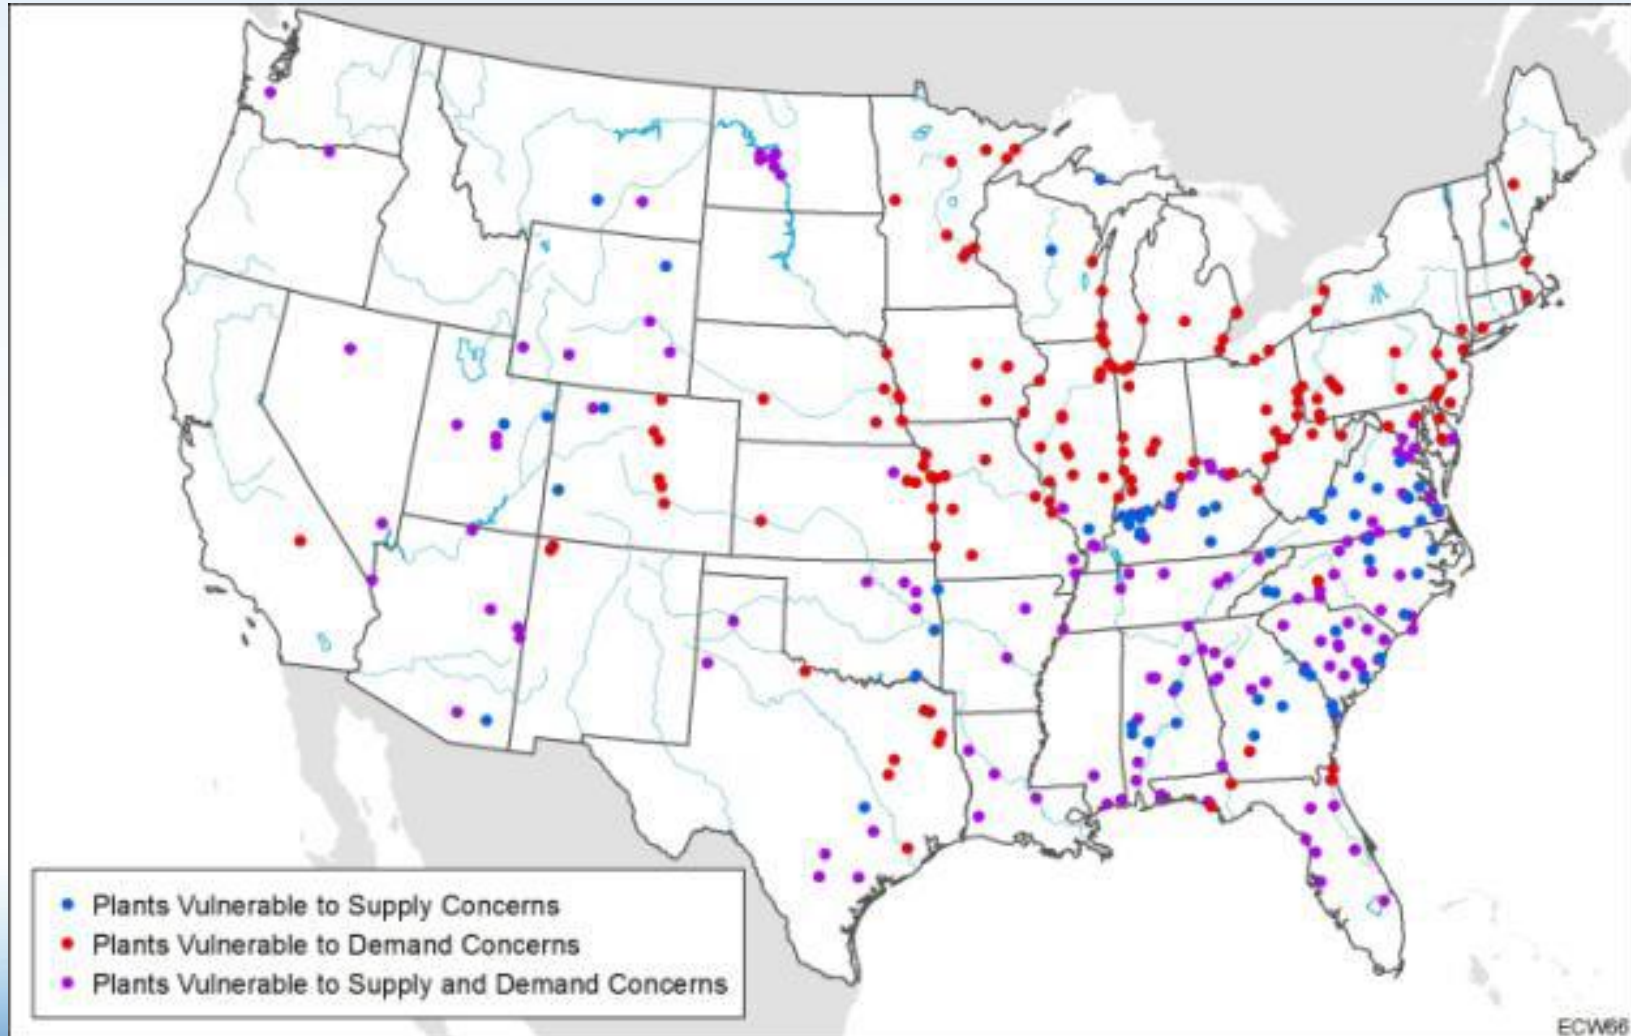 Plants Vulnerable to Supply Concerns
Plants Vulnerable to Demand Concerns
Plants Vulnerable to Supply and Demand Concerns
ECW66